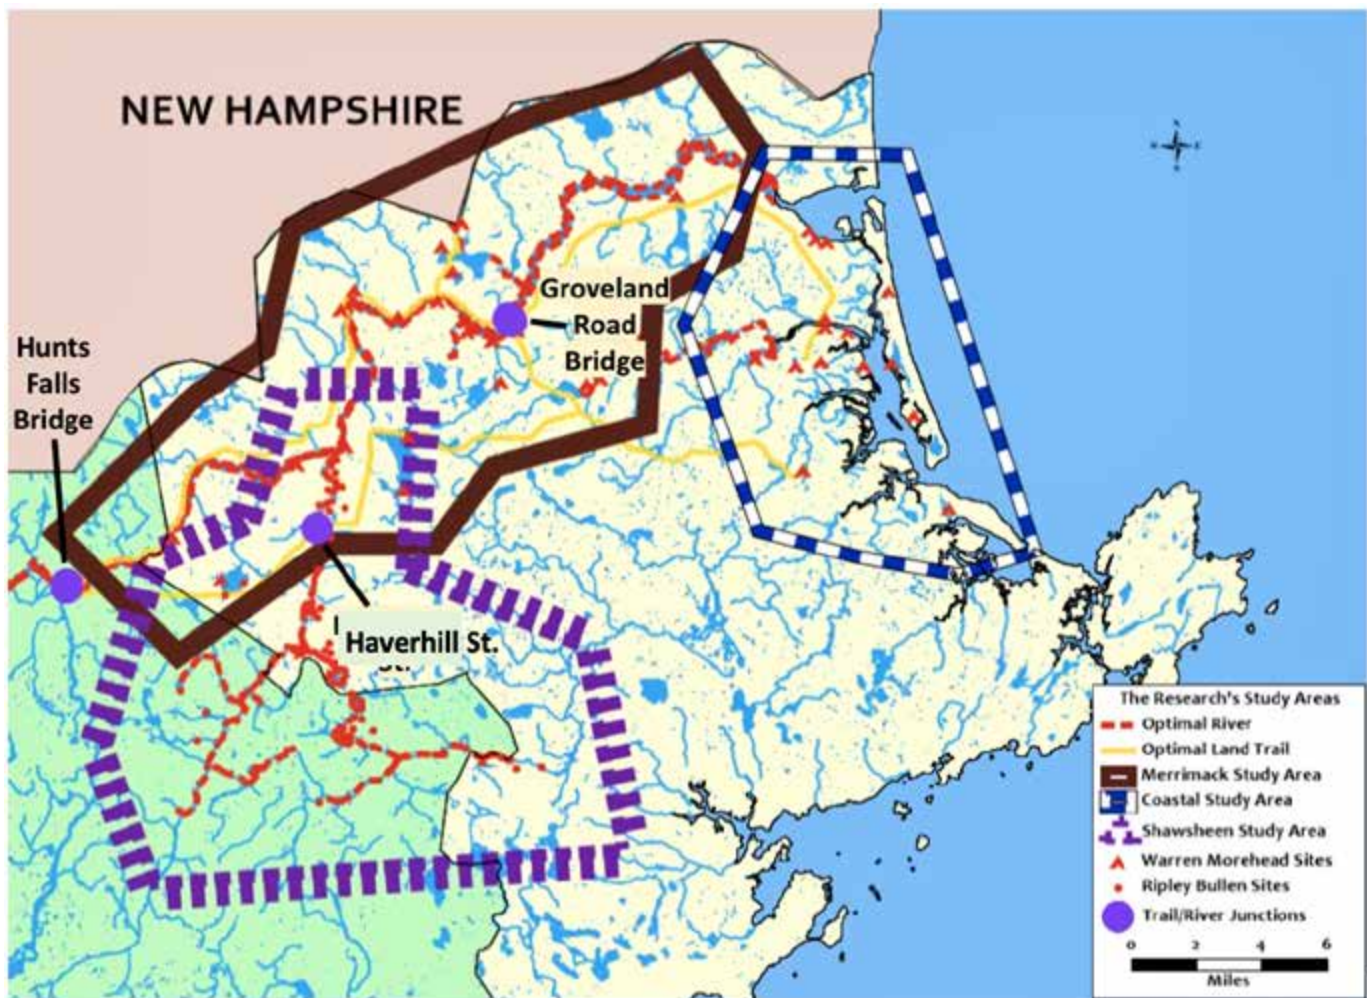 NEW HAMPSHIRE
Groveland
Road
Bridge
Hunts
Falls
Bridge
Haverhill St.
The Research's Study Areas
Optimal River
Optimal Land Trail
Merrimack Study Area
Coastal Study Area
Shawsheen Study Area
Warren Morehead Sites
Ripley Bullen Sites
Trail/River Junctions
0 2 4 6
Miles